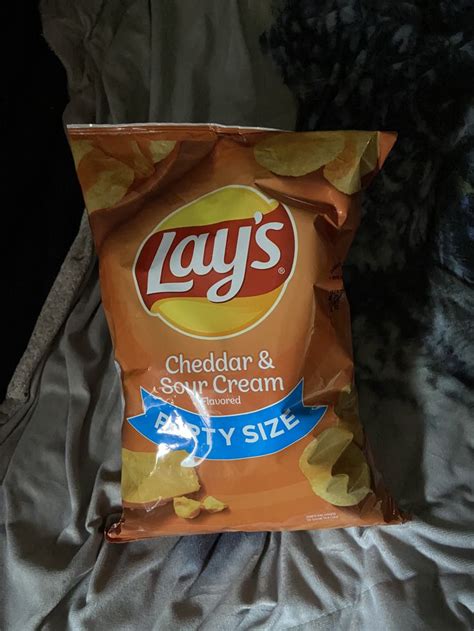 Lay's®
Cheddar &
Sour Cream
Flavored
PARTY SIZE